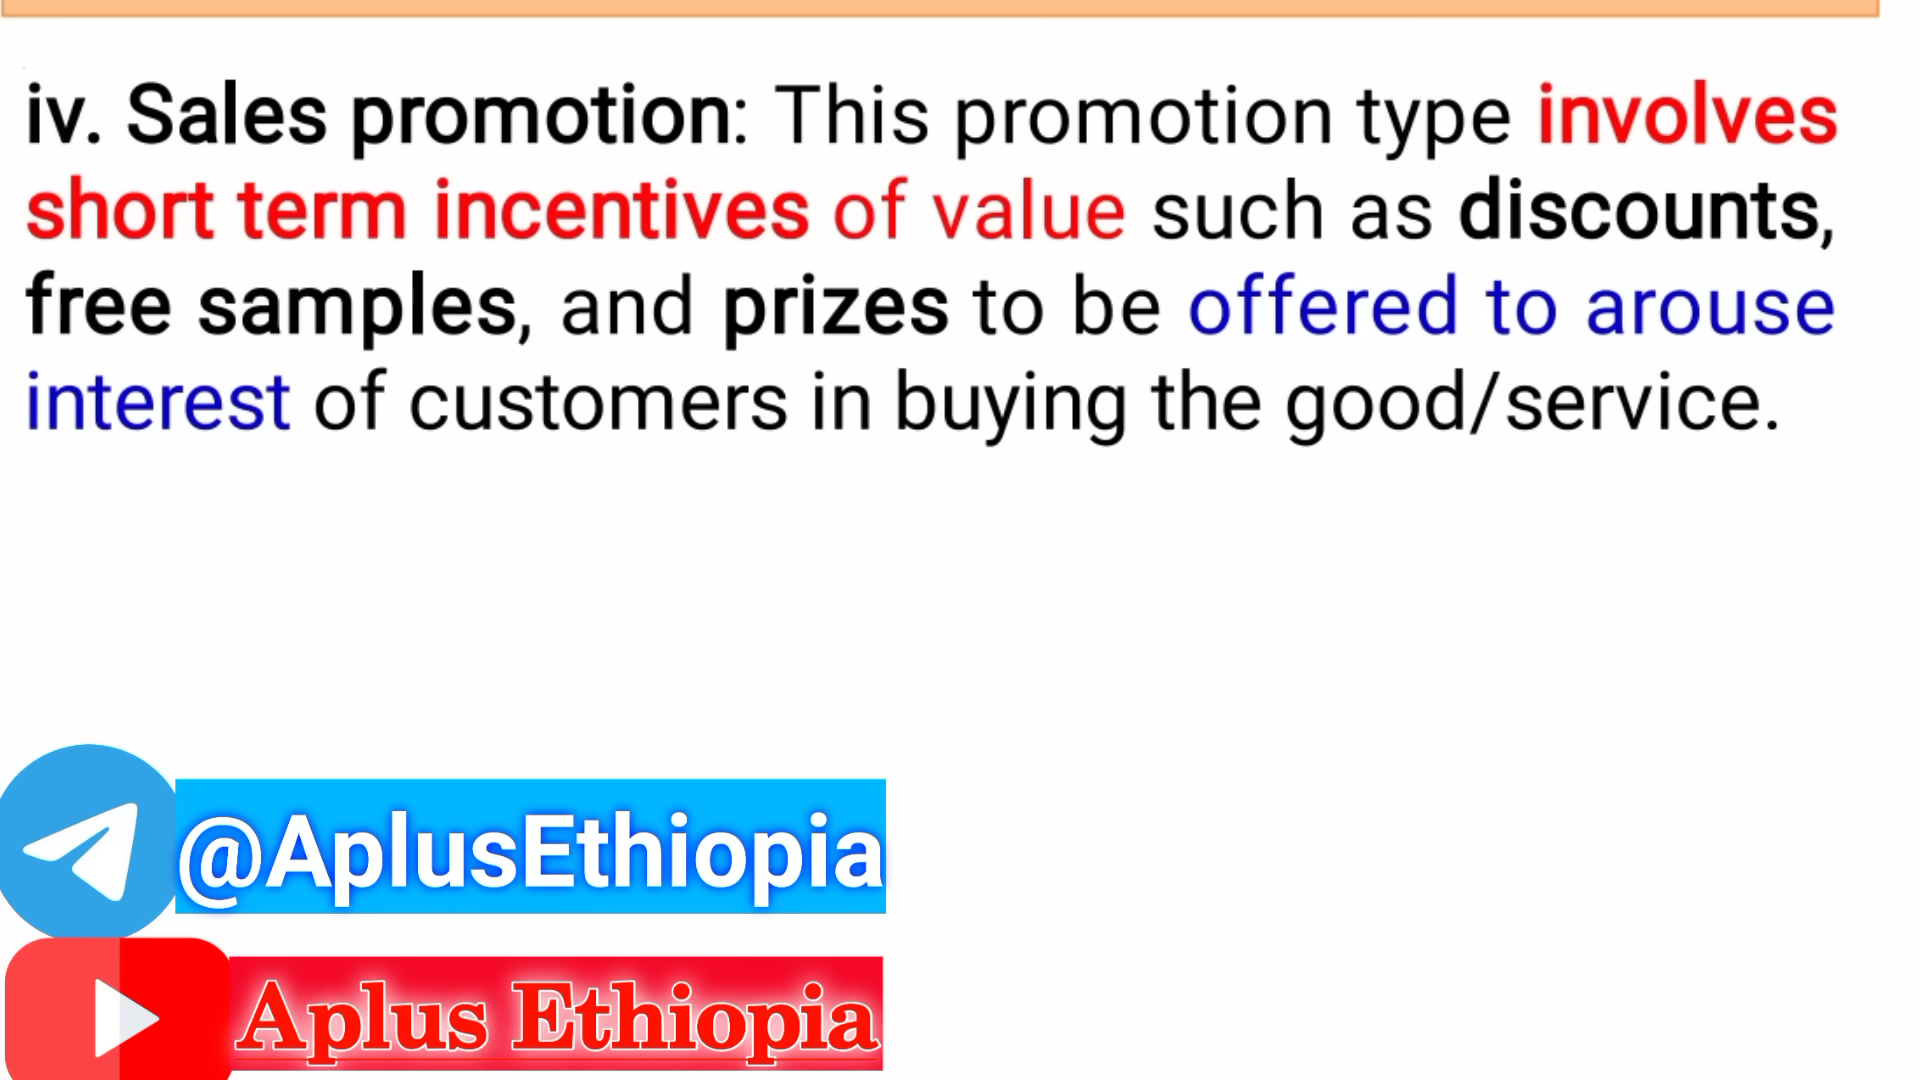 iv. Sales promotion: This promotion type involves
short term incentives of value such as discounts,
free samples, and prizes to be offered to arouse
interest of customers in buying the good/service.
@AplusEthiopia
Aplus Ethiopia